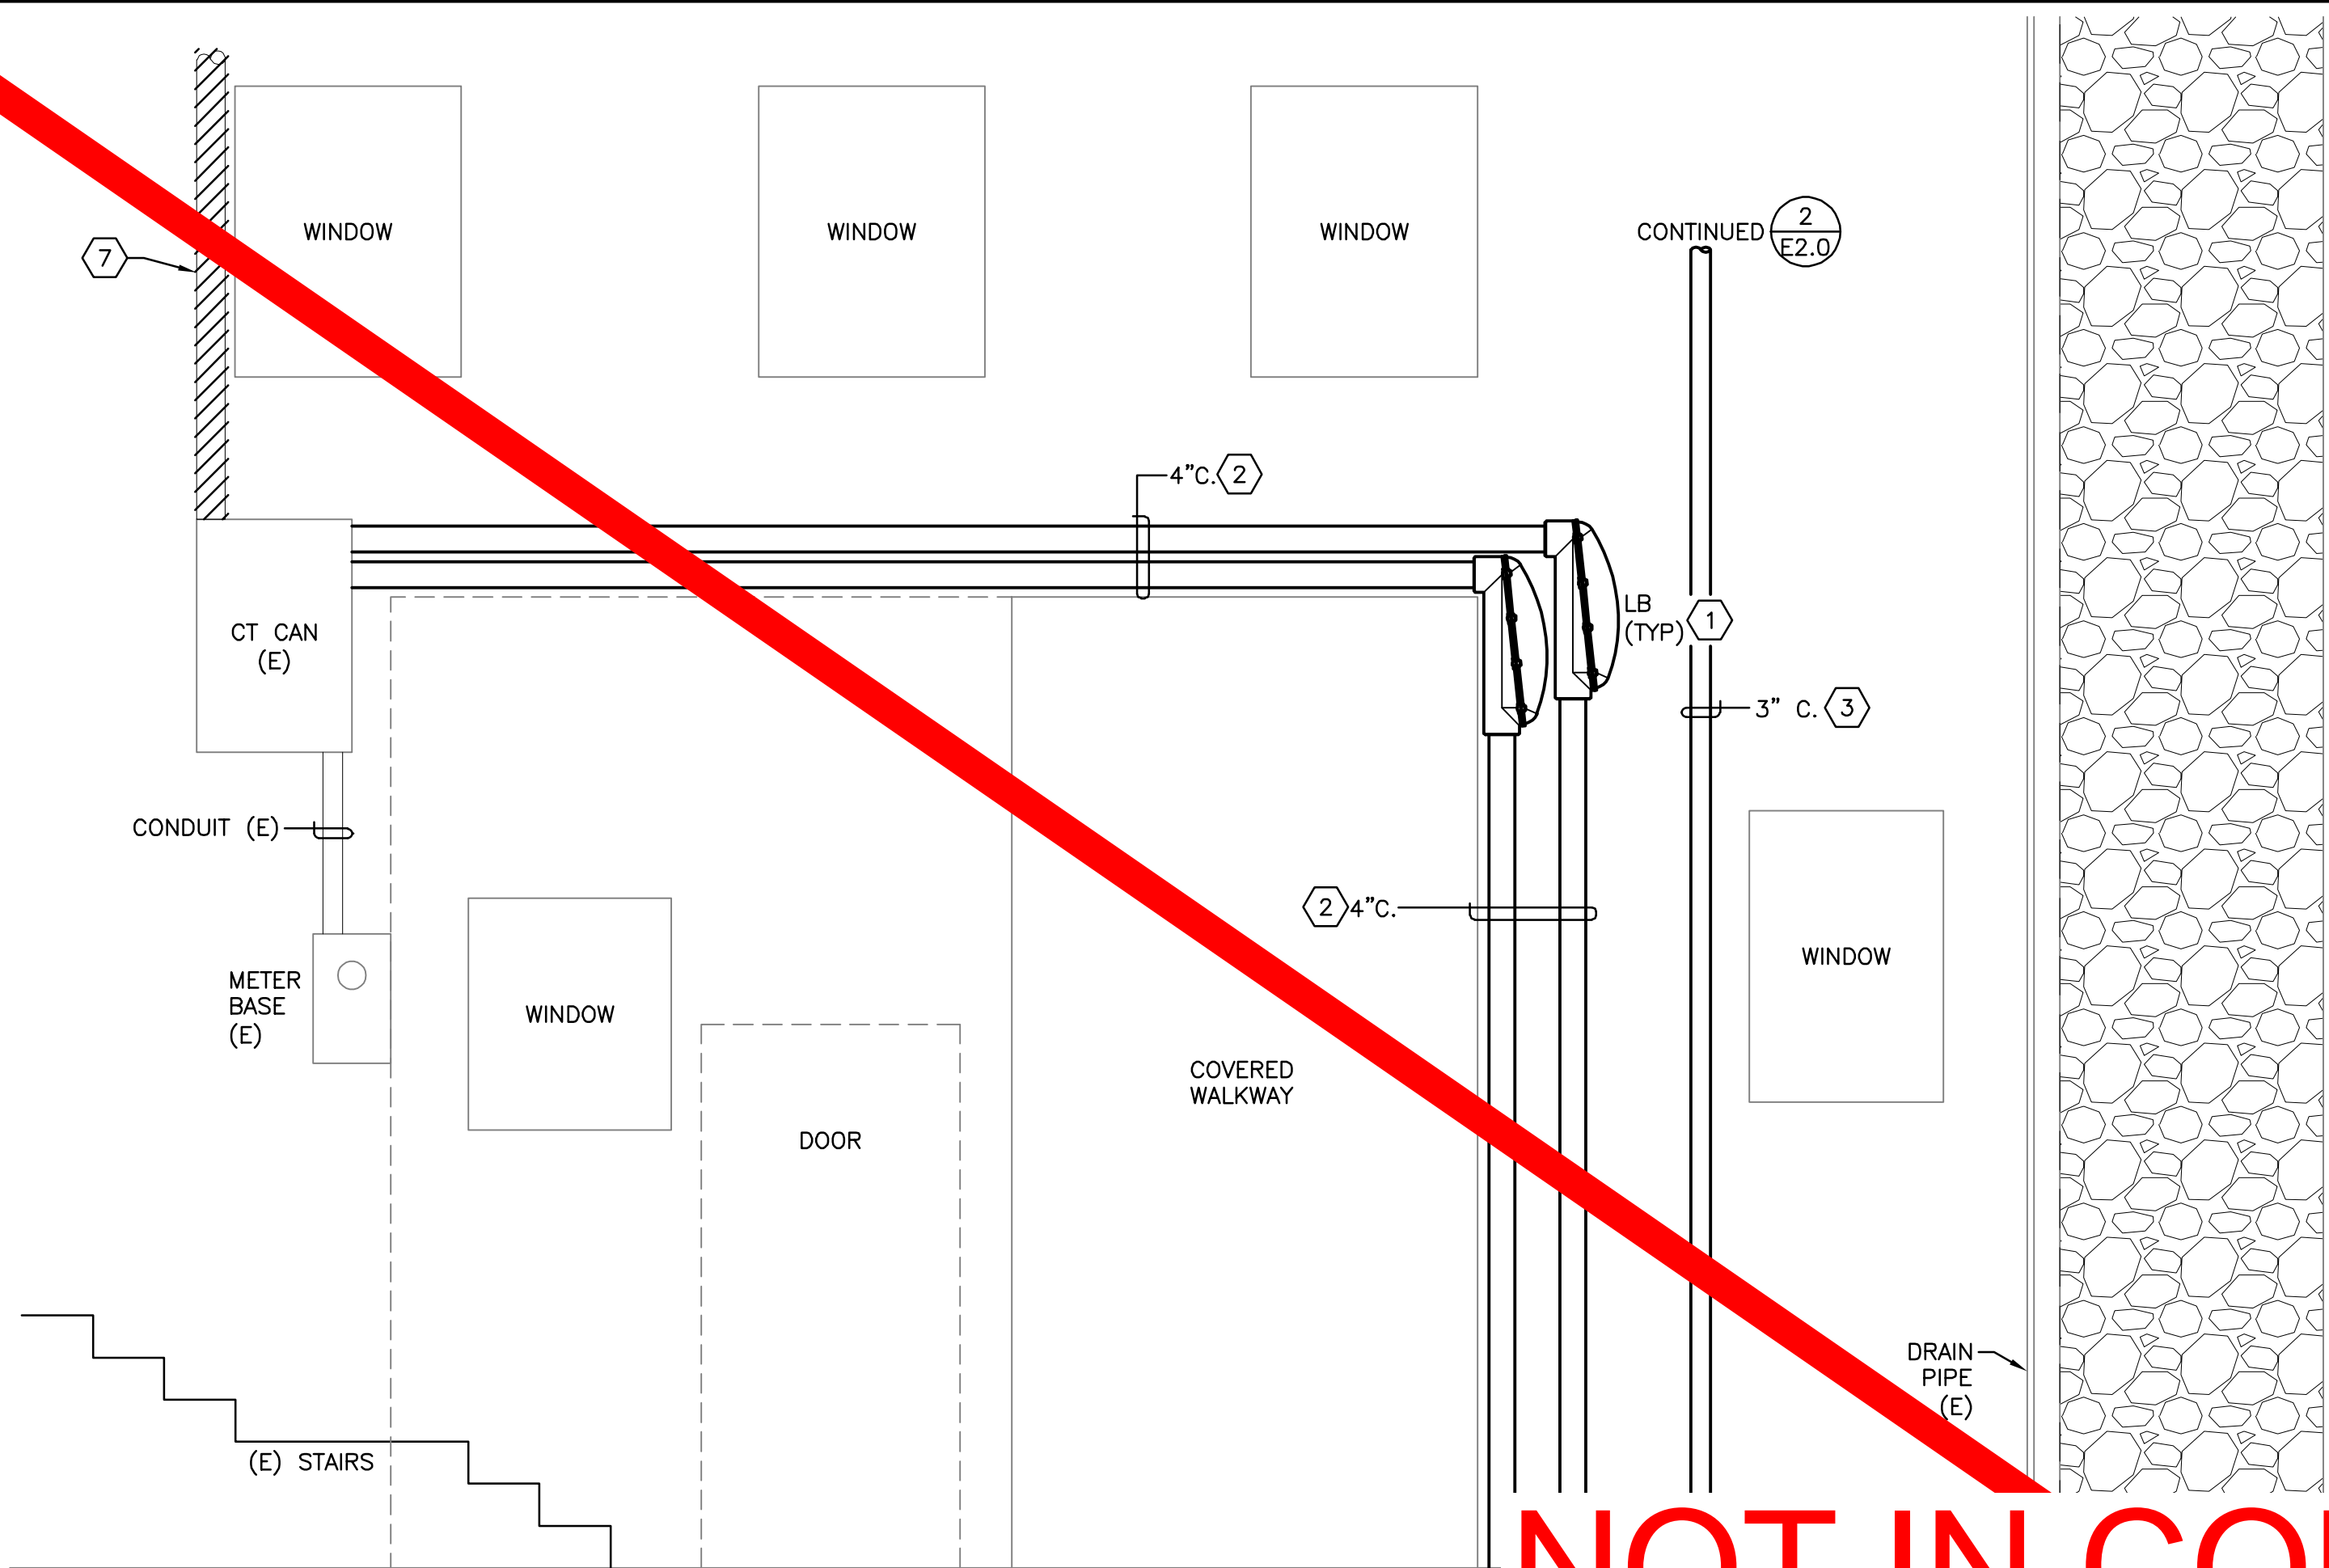 WINDOW
WINDOW
WINDOW
CONTINUED
2
E2.0
7
4"C.
2
CT CAN
(E)
LB
(TYP)
1
3" C.
3
CONDUIT (E)
2
4"C.
METER
BASE
(E)
WINDOW
WINDOW
COVERED
WALKWAY
DOOR
DRAIN
PIPE
(E)
(E) STAIRS
NOT IN